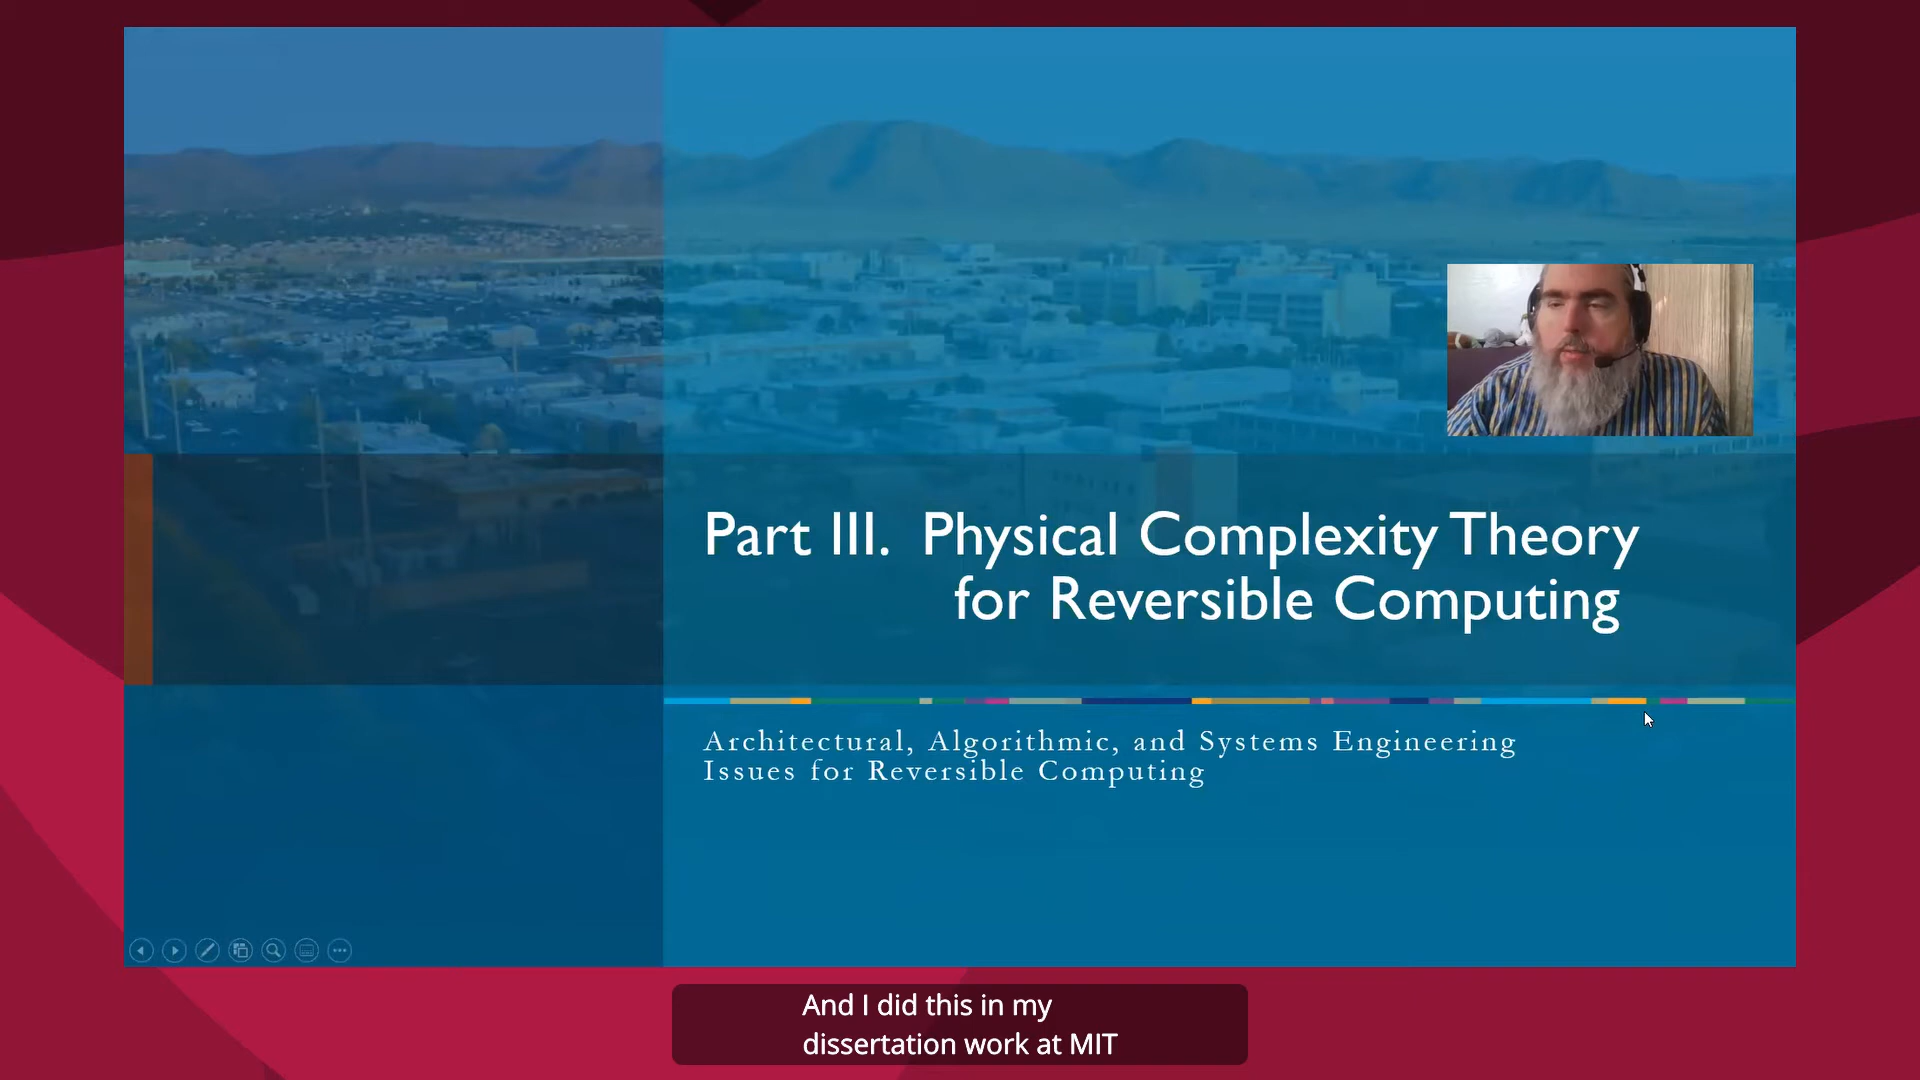 Part III. Physical Complexity Theory
for Reversible Computing
Architectural, Algorithmic, and Systems Engineering
Issues for Reversible Computing
And I did this in my
dissertation work at MIT